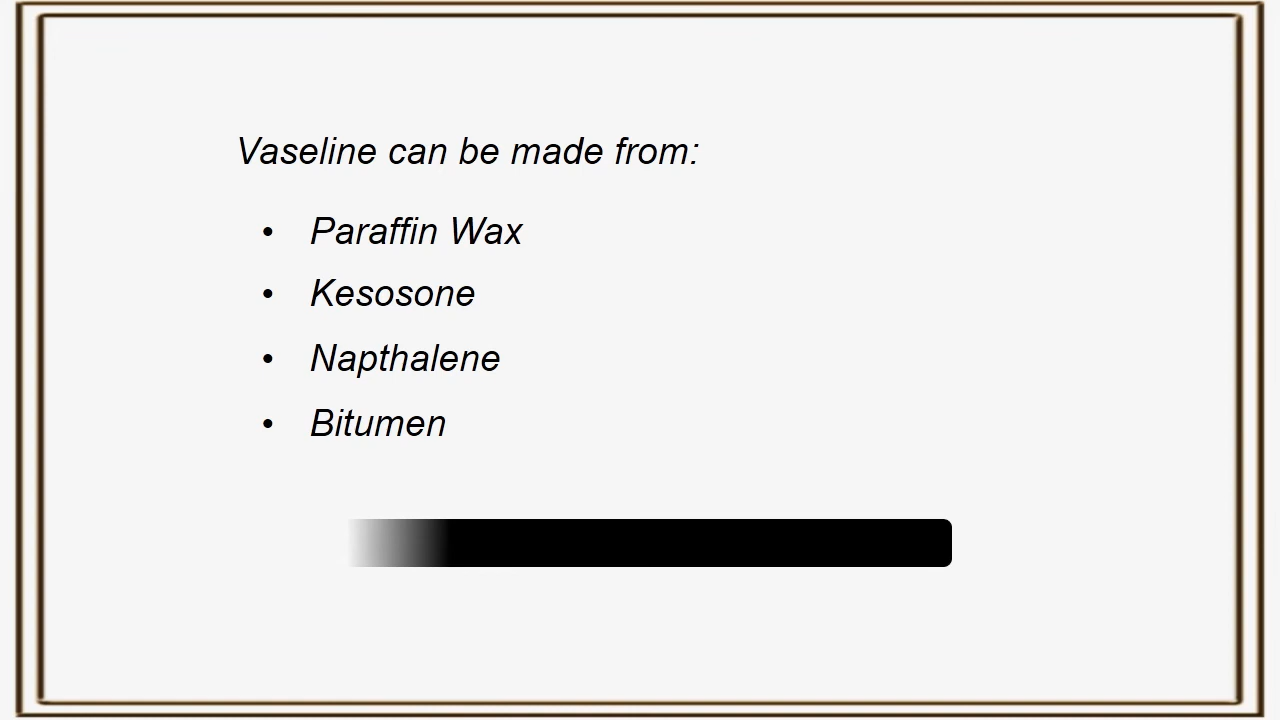 Vaseline can be made from:
• Paraffin Wax
• Kesosone
• Napthalene
• Bitumen